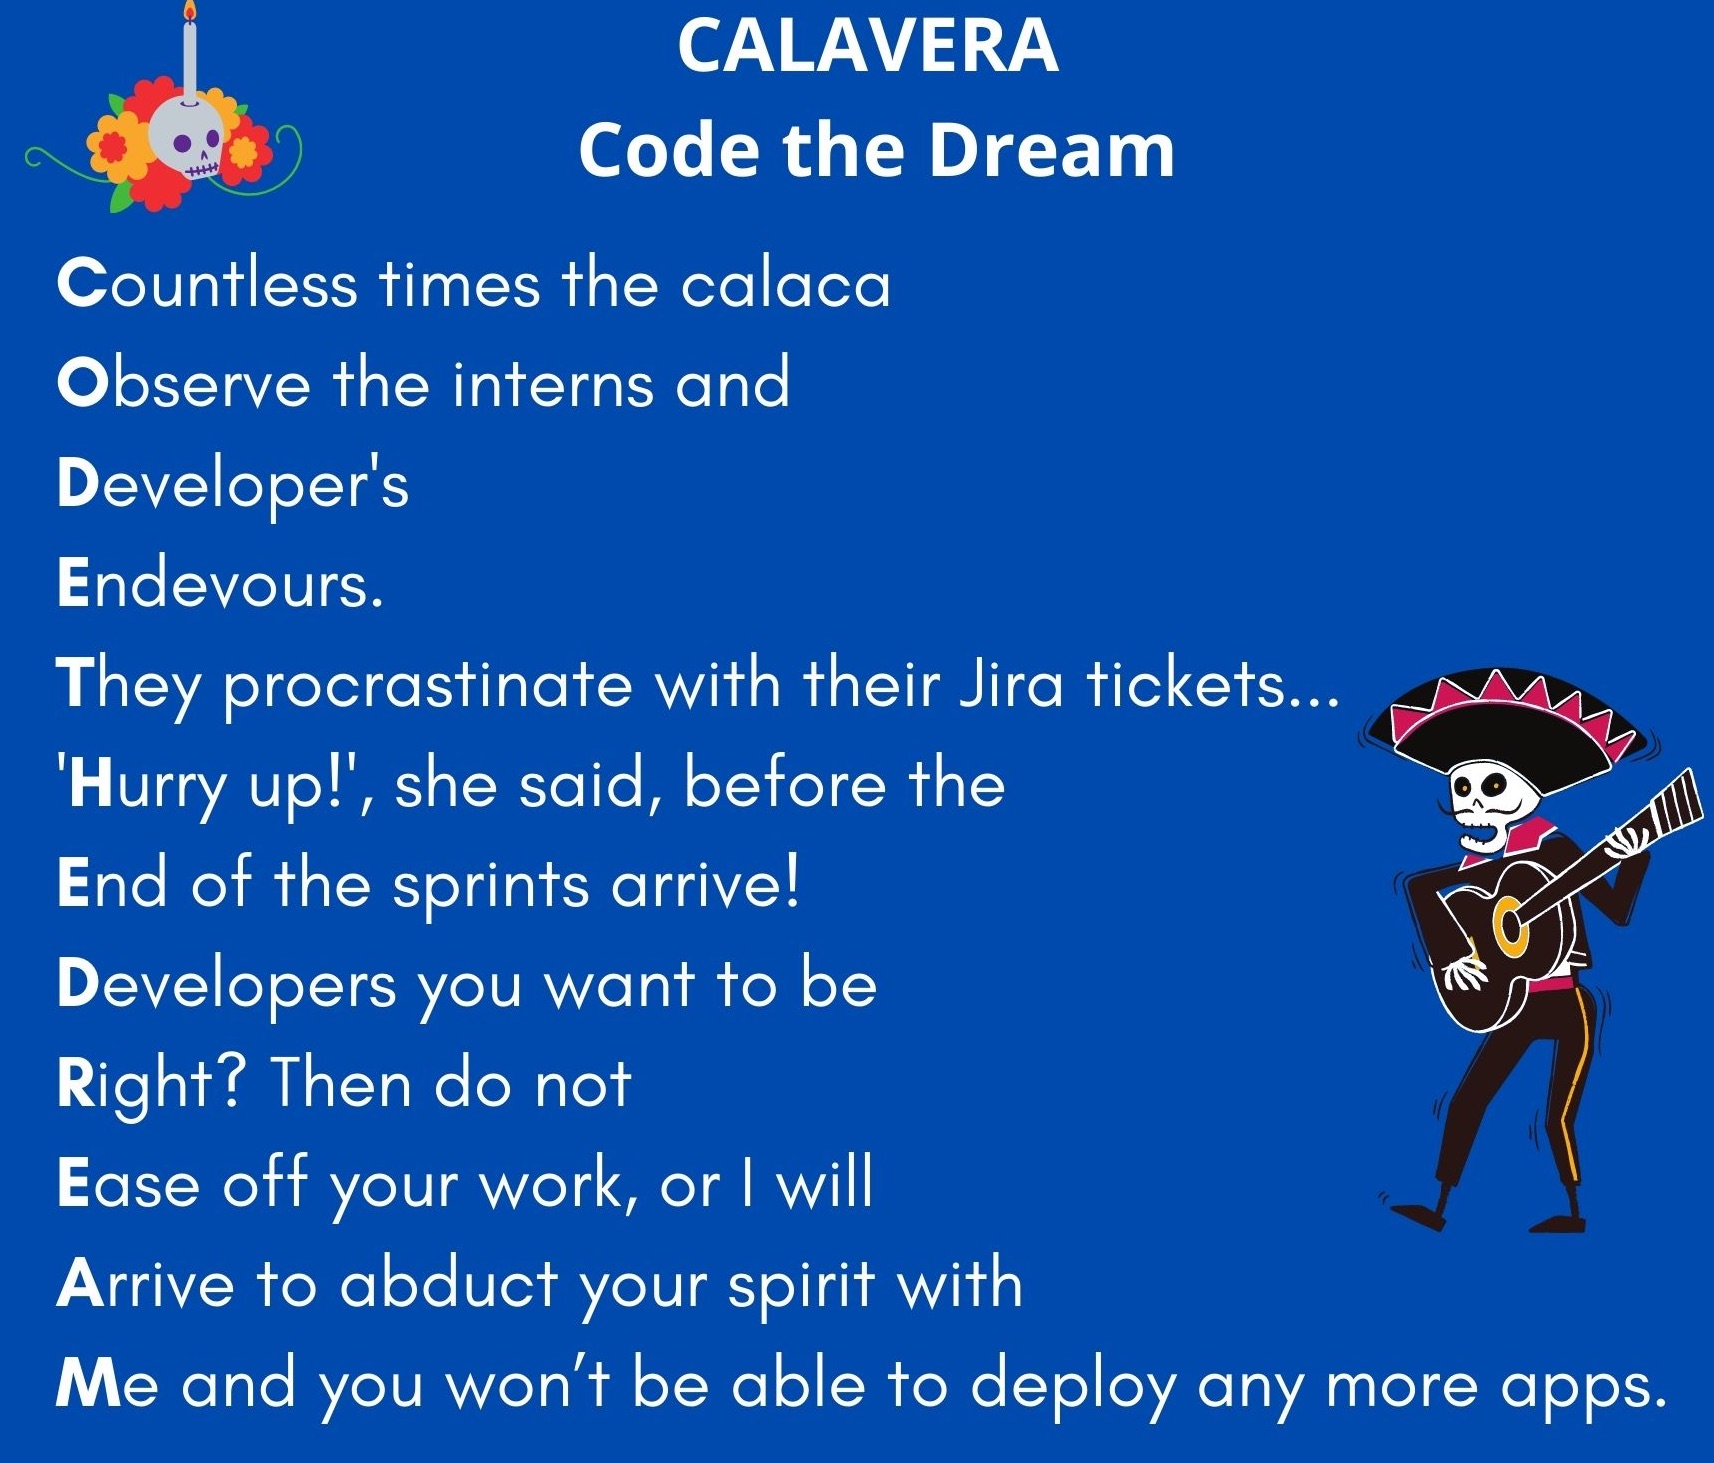 CALAVERA
Code the Dream
Countless times the calaca
Observe the interns and
Developer's
Endevours.
They procrastinate with their Jira tickets...
'Hurry up!', she said, before the
End of the sprints arrive!
Developers you want to be
Right? Then do not
Ease off your work, or I will
Arrive to abduct your spirit with
Me and you won’t be able to deploy any more apps.